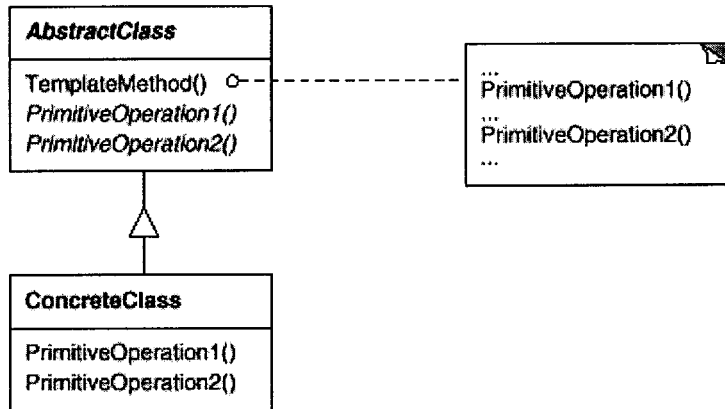 AbstractClass
TemplateMethod()
PrimitiveOperation1()
PrimitiveOperation2()
...
PrimitiveOperation1()
...
PrimitiveOperation2()
...
ConcreteClass
PrimitiveOperation1()
PrimitiveOperation2()